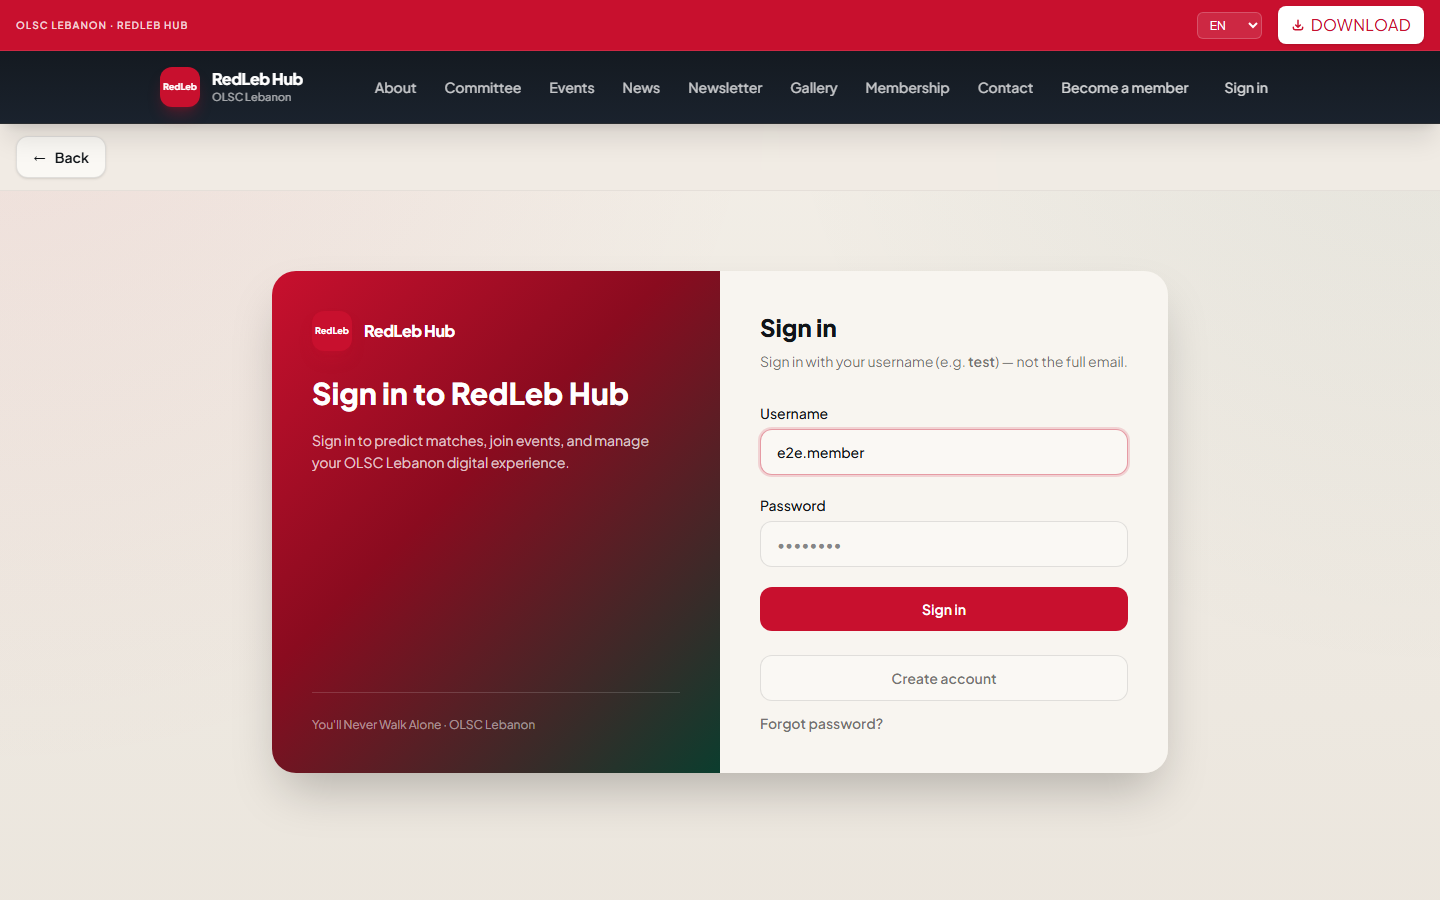 OLSC LEBANON · REDLEB HUB
EN
DOWNLOAD
RedLeb
RedLeb Hub
OLSC Lebanon
About
Committee
Events
News
Newsletter
Gallery
Membership
Contact
Become a member
Sign in
← Back
RedLeb
RedLeb Hub
Sign in to RedLeb Hub
Sign in to predict matches, join events, and manage
your OLSC Lebanon digital experience.
You'll Never Walk Alone · OLSC Lebanon
Sign in
Sign in with your username (e.g. test) — not the full email.
Username
e2e.member
Password
••••••••
Sign in
Create account
Forgot password?